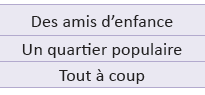 Des amis d’enfance
Un quartier populaire
Tout à coup